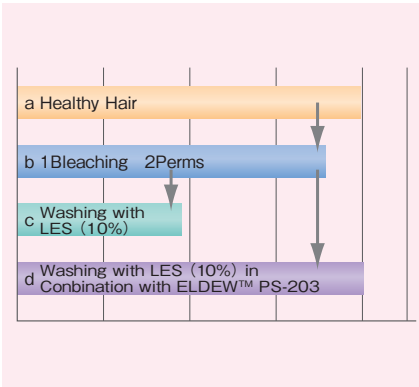 a Healthy Hair
b 1Bleaching 2Perms
c Washing with
LES (10%)
d Washing with LES (10%) in
Conbination with ELDEW™ PS-203